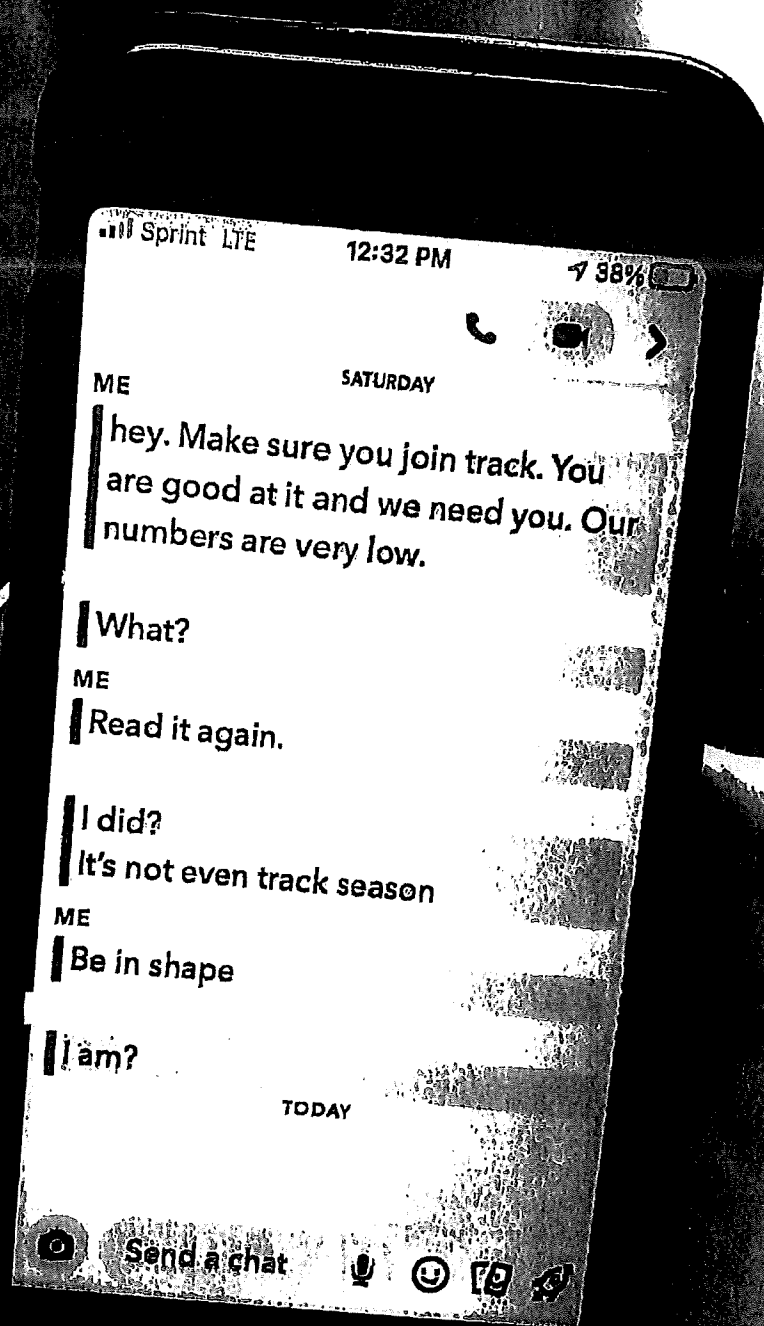 Sprint LTE 12:32 PM 38%
SATURDAY
ME
hey. Make sure you join track. You
are good at it and we need you. Our
numbers are very low.
What?
ME
Read it again.
I did?
It's not even track season
ME
Be in shape
I am?
TODAY
Send a chat